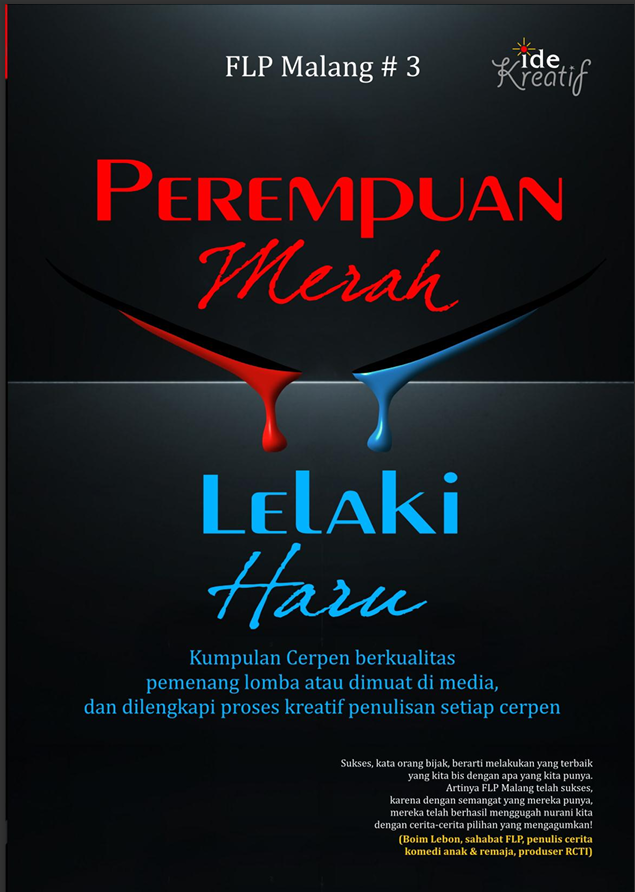 FLP Malang # 3
ide
Kreatif
PEREMPUAN
Merah
LElAki
Haru
Kumpulan Cerpen berkualitas
pemenang lomba atau dimuat di media,
dan dilengkapi proses kreatif penulisan setiap cerpen
Sukses, kata orang bijak, berarti melakukan yang terbaik
yang kita bis dengan apa yang kita punya.
Artinya FLP Malang telah sukses,
karena dengan semangat yang mereka punya,
mereka telah berhasil menggugah nurani kita
dengan cerita-cerita pilihan yang mengagumkan!
(Boim Lebon, sahabat FLP, penulis cerita
komedi anak & remaja, produser RCTI)